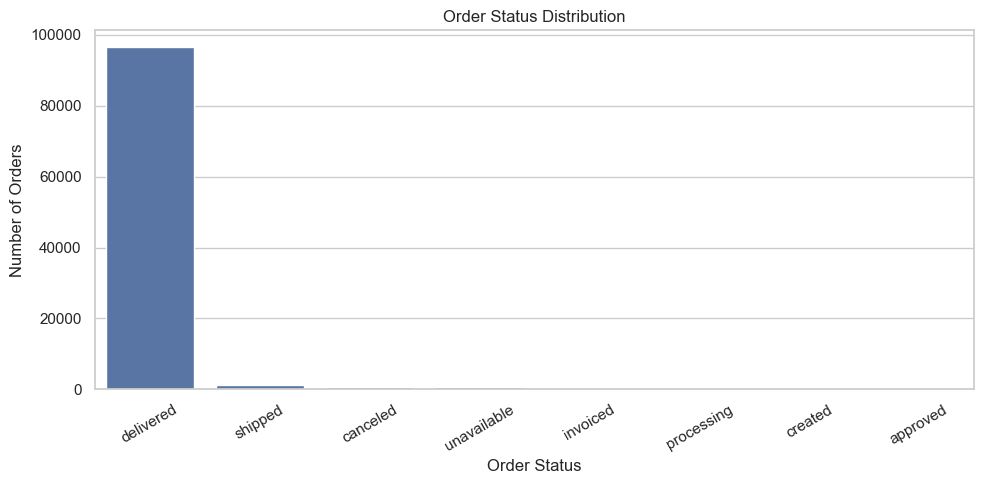 Order Status Distribution
Number of Orders
100000
80000
60000
40000
20000
0
delivered
shipped
canceled
unavailable
invoiced
processing
created
approved
Order Status